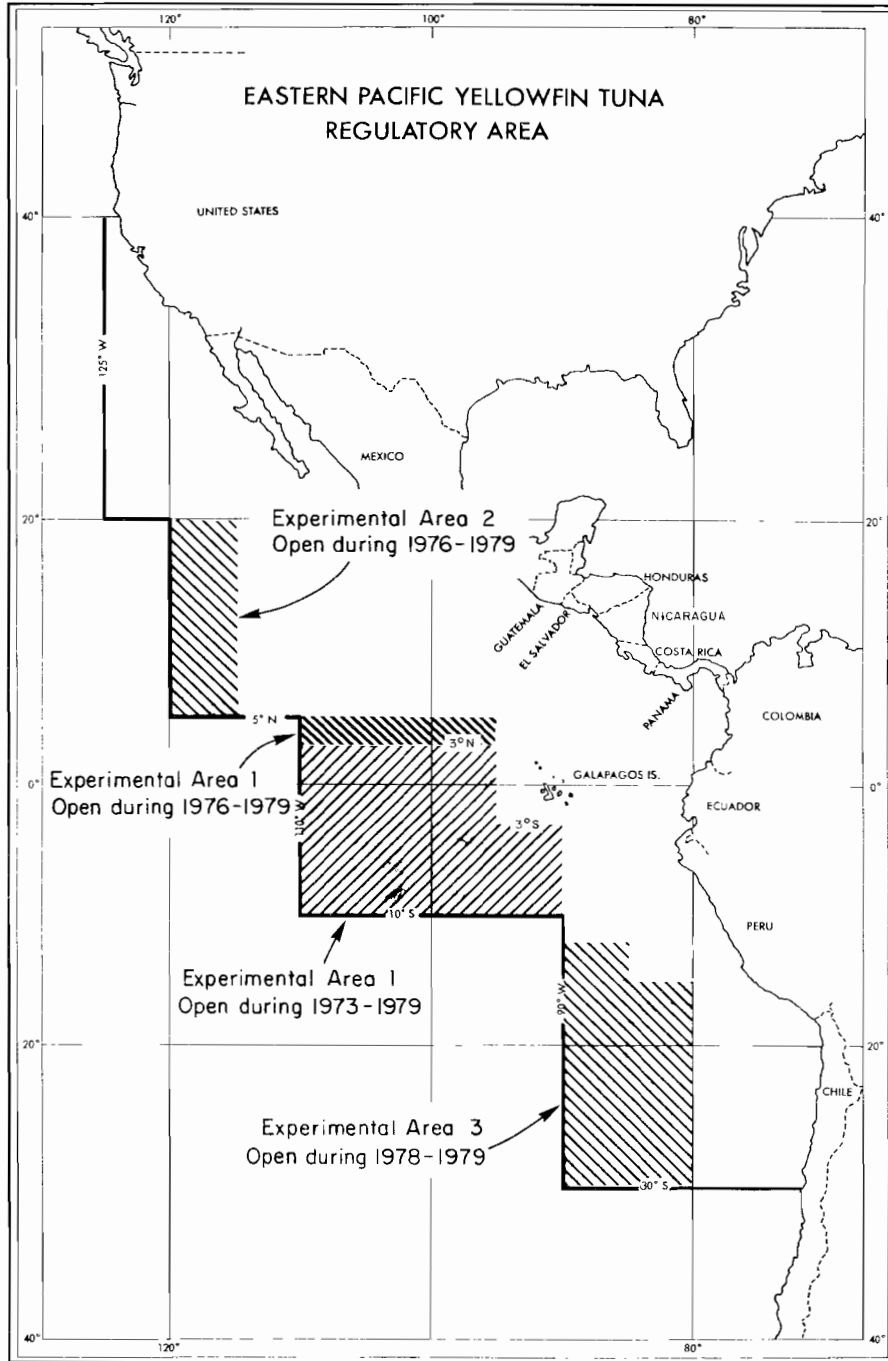 120°
100°
80°
EASTERN PACIFIC YELLOWFIN TUNA
REGULATORY AREA
UNITED STATES
40°
40°
125° W
MEXICO
20°
20°
Experimental Area 2
Open during 1976-1979
HONDURAS
NICARAGUA
GUATEMALA
EL SALVADOR
COSTA RICA
PANAMA
COLOMBIA
5° N
3°N
Experimental Area 1
Open during 1976-1979
GALAPAGOS IS.
0°
0°
110° W
ECUADOR
3°S
10° S
PERU
Experimental Area 1
Open during 1973-1979
90° W
20°
20°
CHILE
Experimental Area 3
Open during 1978-1979
30° S
40°
40°
120°
100°
80°